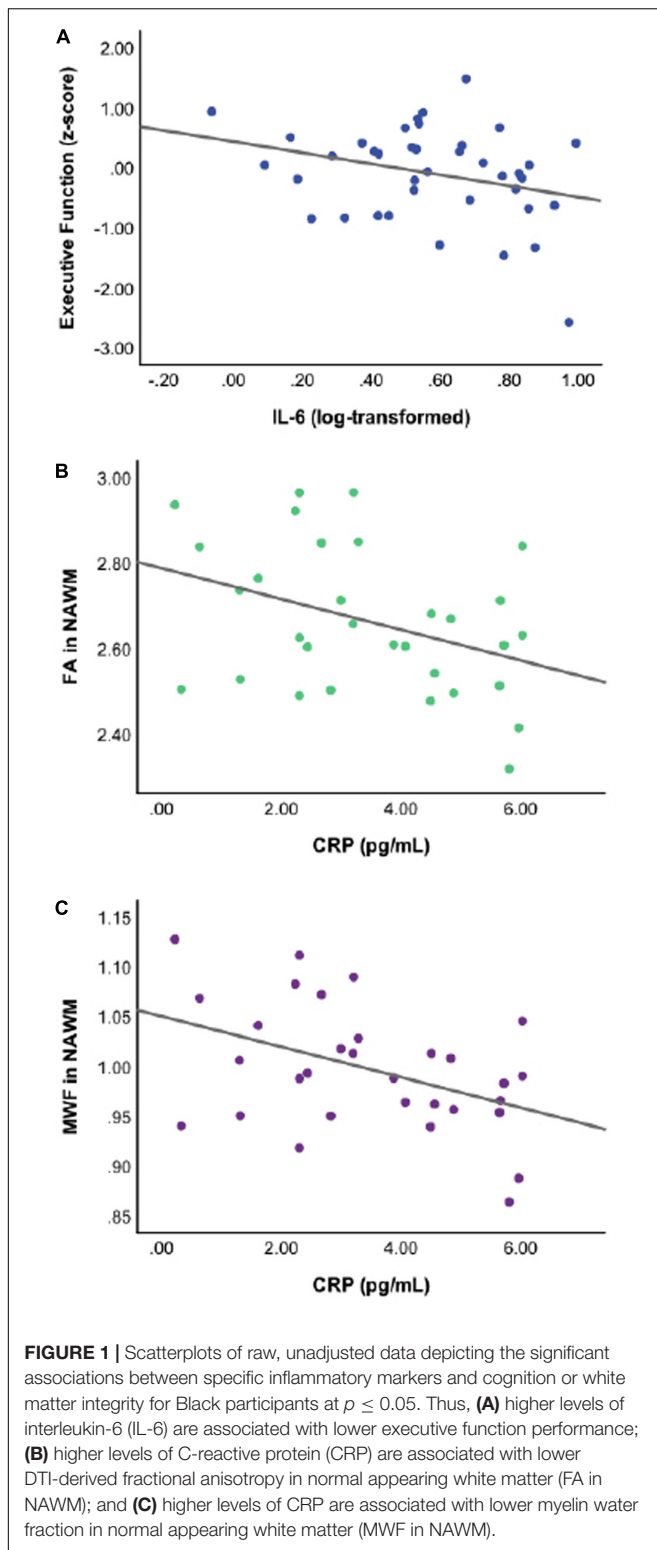 A
2.00
1.00
.00
-1.00
-2.00
-3.00
Executive Function (z-score)
-.20 .00 .20 .40 .60 .80 1.00
IL-6 (log-transformed)
B
3.00
2.80
2.60
2.40
FA in NAWM
.00 2.00 4.00 6.00
CRP (pg/mL)
C
1.15
1.10
1.05
1.00
.95
.90
.85
MWF in NAWM
.00 2.00 4.00 6.00
CRP (pg/mL)
FIGURE 1 | Scatterplots of raw, unadjusted data depicting the significant
associations between specific inflammatory markers and cognition or white
matter integrity for Black participants at p ≤ 0.05. Thus, (A) higher levels of
interleukin-6 (IL-6) are associated with lower executive function performance;
(B) higher levels of C-reactive protein (CRP) are associated with lower
DTI-derived fractional anisotropy in normal appearing white matter (FA in
NAWM); and (C) higher levels of CRP are associated with lower myelin water
fraction in normal appearing white matter (MWF in NAWM).